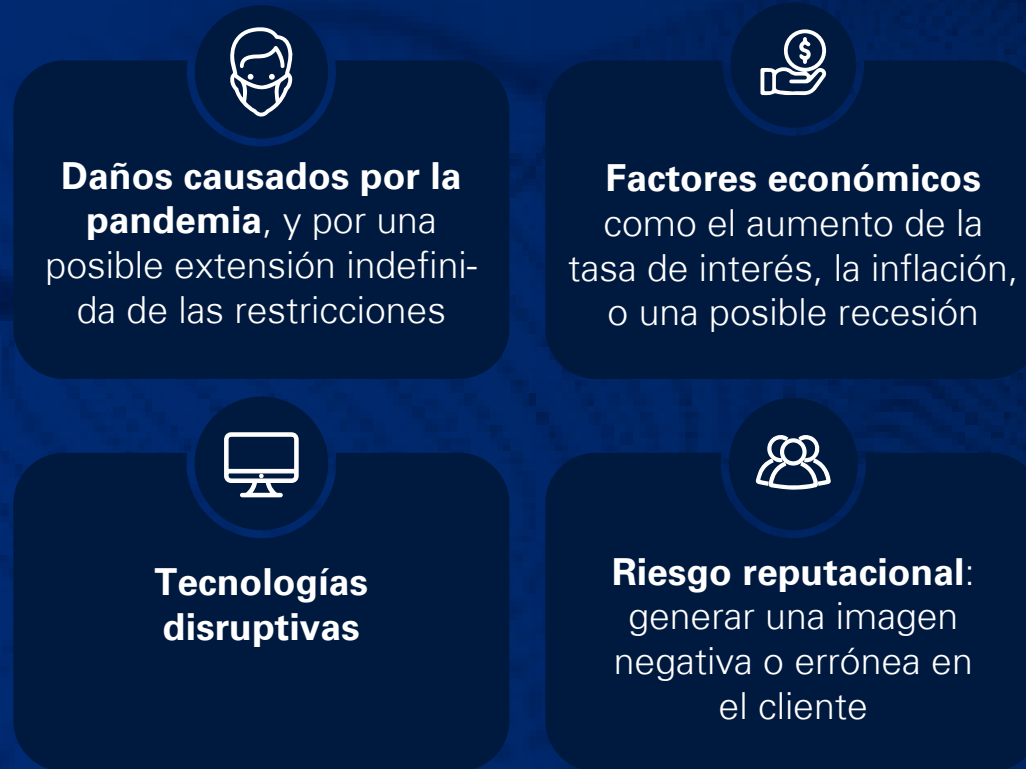 Daños causados por la
pandemia, y por una
posible extensión indefini-
da de las restricciones
$
Factores económicos
como el aumento de la
tasa de interés, la inflación,
o una posible recesión
Tecnologías
disruptivas
Riesgo reputacional:
generar una imagen
negativa o errónea en
el cliente